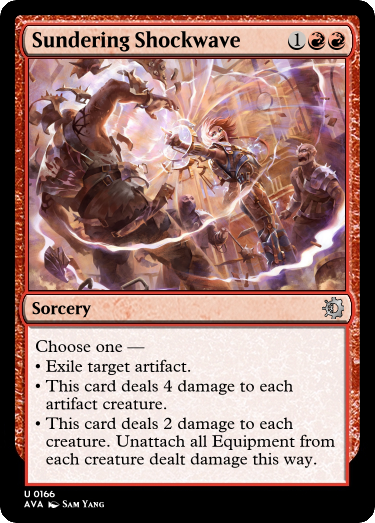 Sundering Shockwave 1
Sorcery
Choose one —
• Exile target artifact.
• This card deals 4 damage to each
artifact creature.
• This card deals 2 damage to each
creature. Unattach all Equipment from
each creature dealt damage this way.
U 0166
AVA Sam Yang